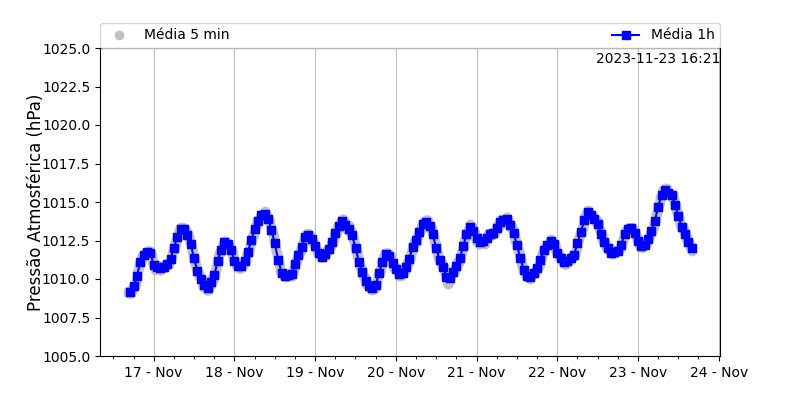 Média 5 min
Média 1h
2023-11-23 16:21
Pressão Atmosférica (hPa)
1025.0
1022.5
1020.0
1017.5
1015.0
1012.5
1010.0
1007.5
1005.0
17 - Nov
18 - Nov
19 - Nov
20 - Nov
21 - Nov
22 - Nov
23 - Nov
24 - Nov